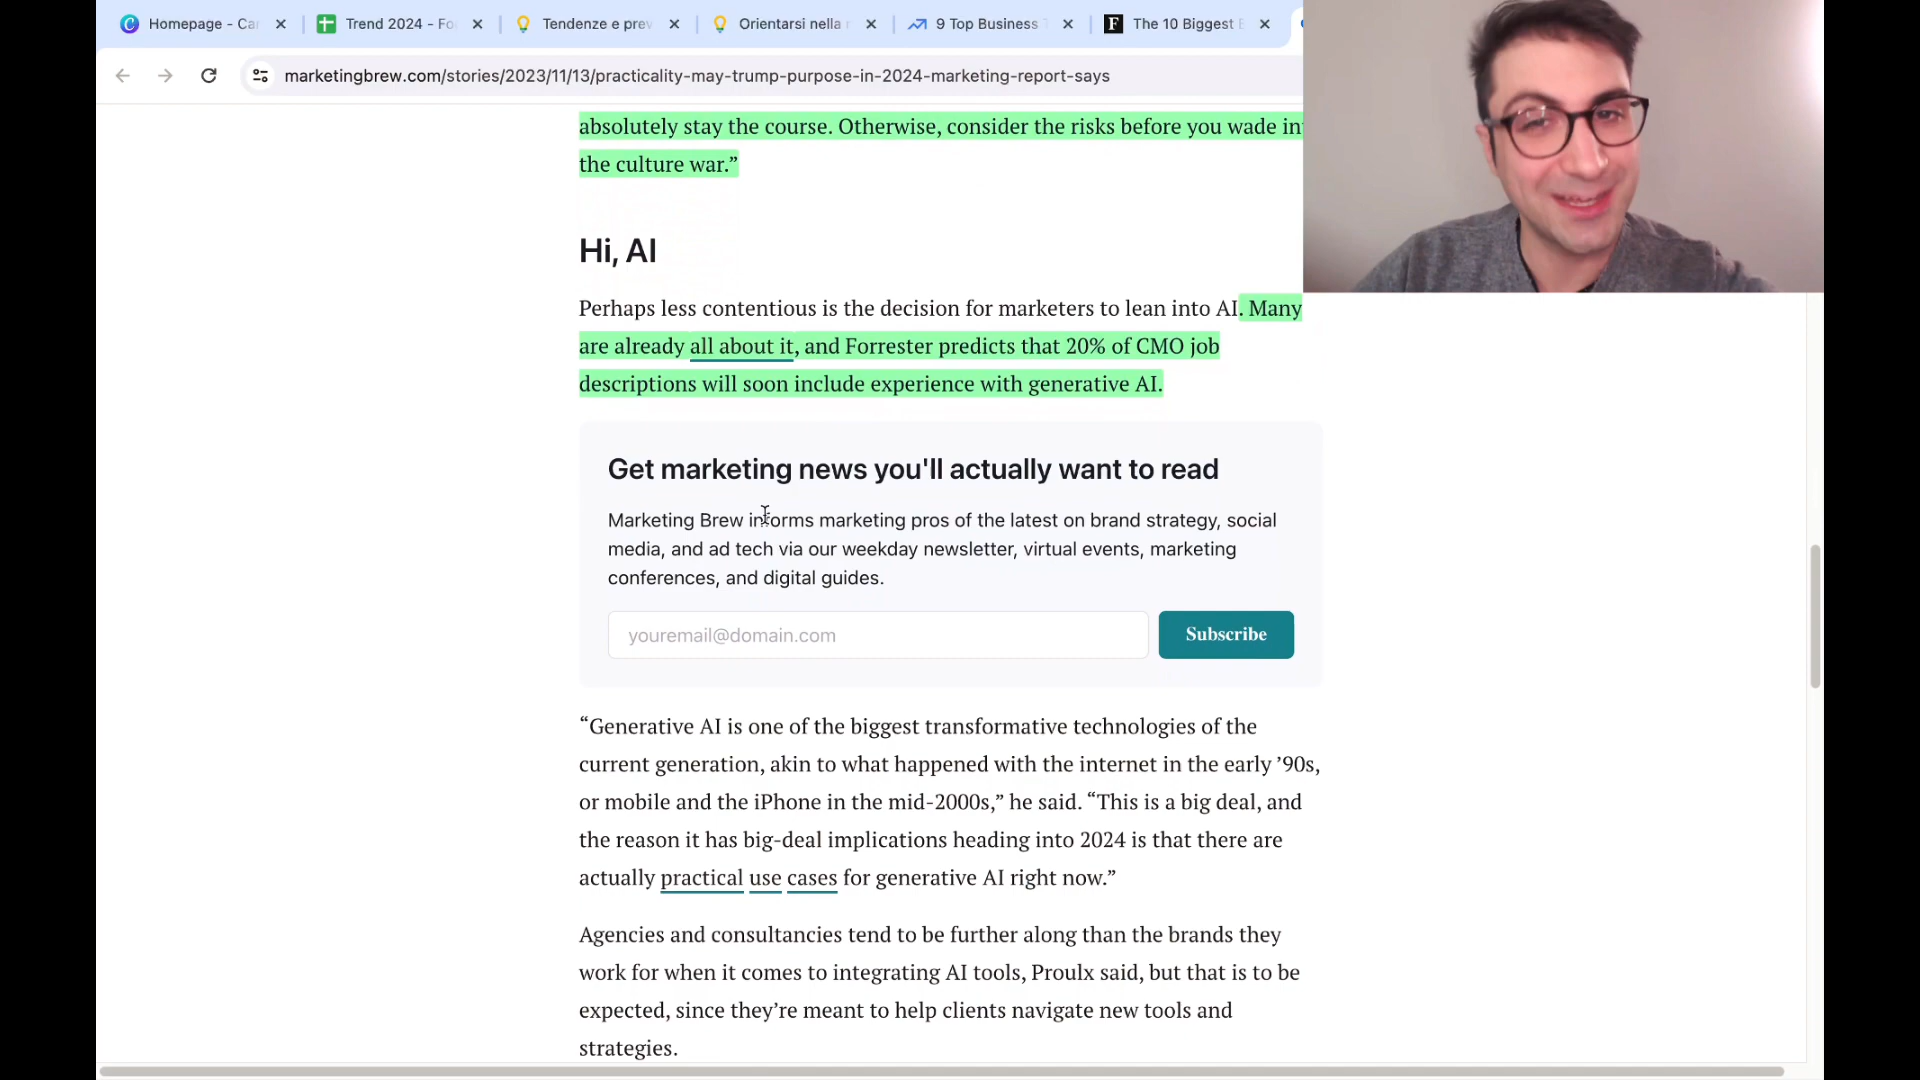 Homepage - Ca
Trend 2024 - Fo
Tendenze e prev
Orientarsi nella
9 Top Business
The 10 Biggest
marketingbrew.com/stories/2023/11/13/practicality-may-trump-purpose-in-2024-marketing-report-says
absolutely stay the course. Otherwise, consider the risks before you wade in
the culture war.”
Hi, AI
Perhaps less contentious is the decision for marketers to lean into AI. Many
are already all about it, and Forrester predicts that 20% of CMO job
descriptions will soon include experience with generative AI.
Get marketing news you'll actually want to read
Marketing Brew informs marketing pros of the latest on brand strategy, social
media, and ad tech via our weekday newsletter, virtual events, marketing
conferences, and digital guides.
youremail@domain.com
Subscribe
“Generative AI is one of the biggest transformative technologies of the
current generation, akin to what happened with the internet in the early ’90s,
or mobile and the iPhone in the mid-2000s,” he said. “This is a big deal, and
the reason it has big-deal implications heading into 2024 is that there are
actually practical use cases for generative AI right now.”
Agencies and consultancies tend to be further along than the brands they
work for when it comes to integrating AI tools, Proulx said, but that is to be
expected, since they’re meant to help clients navigate new tools and
strategies.